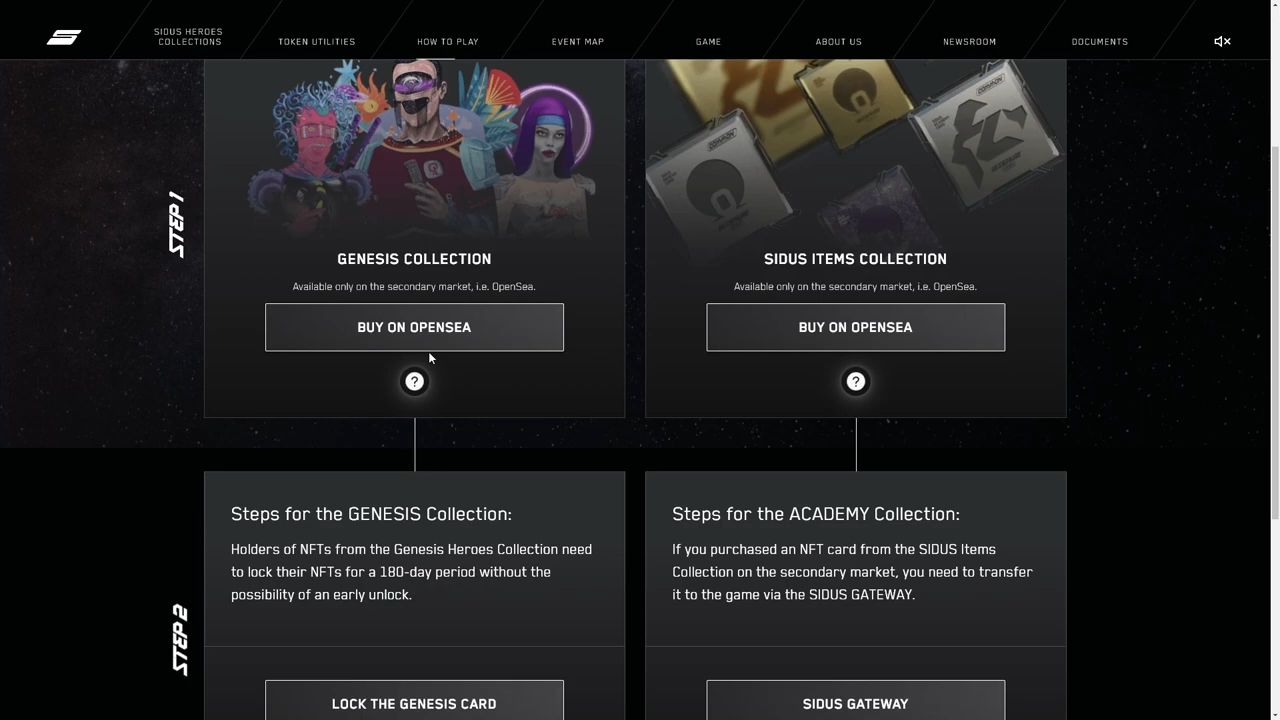 SIDUS HEROES
COLLECTIONS
TOKEN UTILITIES
HOW TO PLAY
EVENT MAP
GAME
ABOUT US
NEWSROOM
DOCUMENTS
STEP 1
COMMON
COMMON
COMMON
GENESIS COLLECTION
Available only on the secondary market, i.e. OpenSea.
BUY ON OPENSEA
?
SIDUS ITEMS COLLECTION
Available only on the secondary market, i.e. OpenSea.
BUY ON OPENSEA
?
STEP 2
Steps for the GENESIS Collection:
Holders of NFTs from the Genesis Heroes Collection need
to lock their NFTs for a 180-day period without the
possibility of an early unlock.
LOCK THE GENESIS CARD
Steps for the ACADEMY Collection:
If you purchased an NFT card from the SIDUS Items
Collection on the secondary market, you need to transfer
it to the game via the SIDUS GATEWAY.
SIDUS GATEWAY